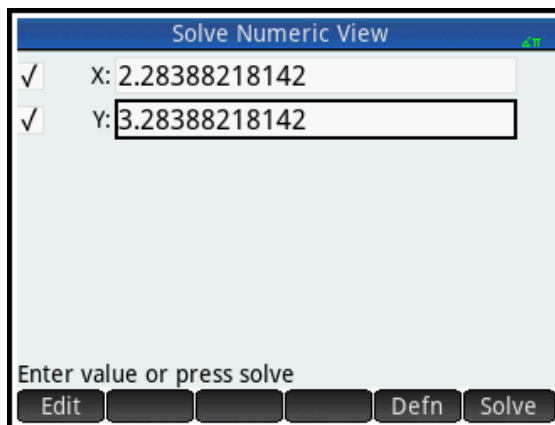 Solve Numeric View
∡π
√ X: 2.28388218142
√ Y: 3.28388218142
Enter value or press solve
Edit Defn Solve